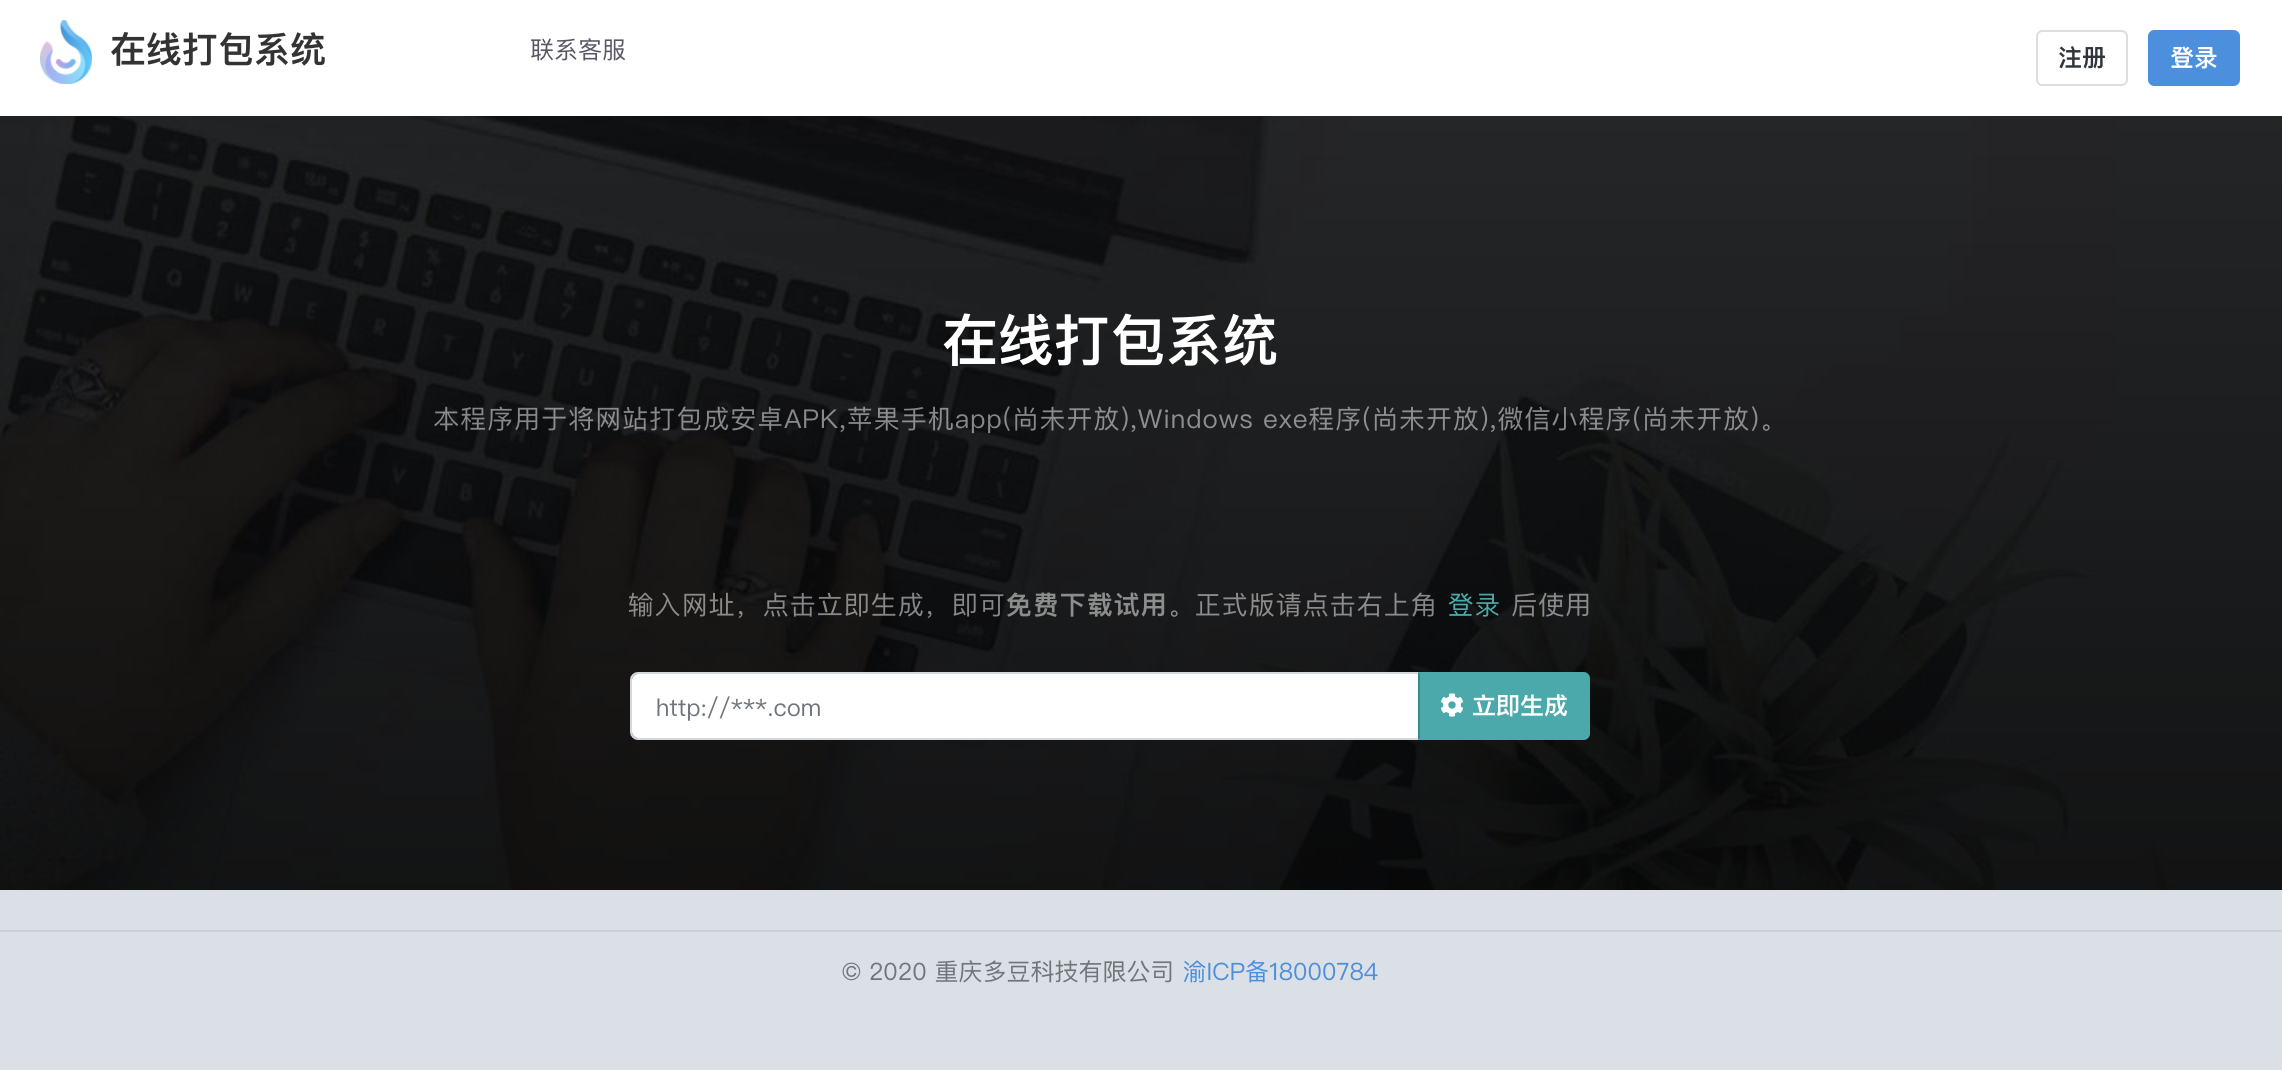 在线打包系统
联系客服
注册
登录
在线打包系统
本程序用于将网站打包成安卓APK,苹果手机app(尚未开放),Windows exe程序(尚未开放),微信小程序(尚未开放)。
输入网址，点击立即生成，即可免费下载试用。正式版请点击右上角 登录 后使用
http://***.com
立即生成
© 2020 重庆多豆科技有限公司 渝ICP备18000784